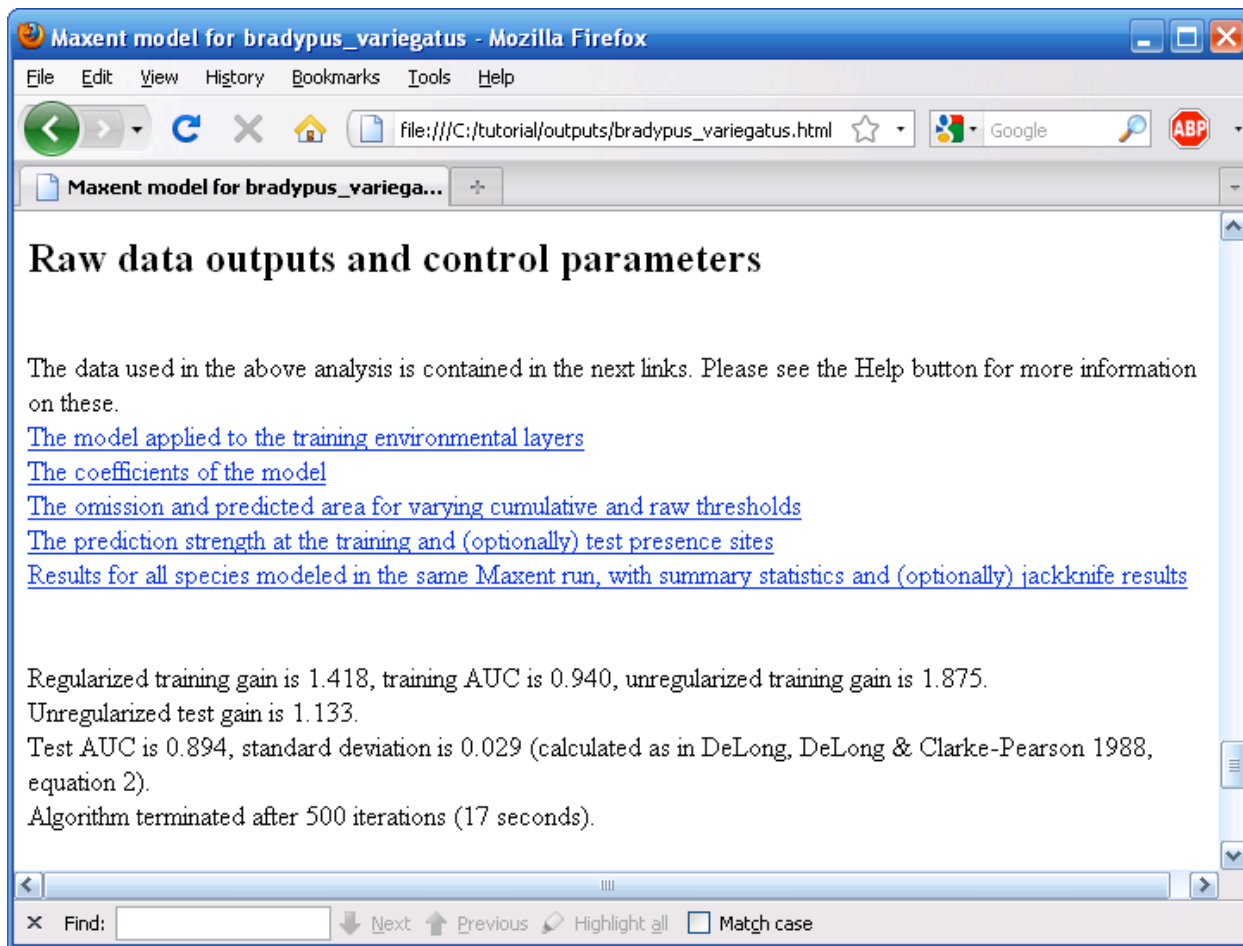 Maxent model for bradypus_variegatus - Mozilla Firefox
File Edit View History Bookmarks Tools Help
file:///C:/tutorial/outputs/bradypus_variegatus.html Google ABP
Maxent model for bradypus_variega...
Raw data outputs and control parameters
The data used in the above analysis is contained in the next links. Please see the Help button for more information
on these.
The model applied to the training environmental layers
The coefficients of the model
The omission and predicted area for varying cumulative and raw thresholds
The prediction strength at the training and (optionally) test presence sites
Results for all species modeled in the same Maxent run, with summary statistics and (optionally) jackknife results
Regularized training gain is 1.418, training AUC is 0.940, unregularized training gain is 1.875.
Unregularized test gain is 1.133.
Test AUC is 0.894, standard deviation is 0.029 (calculated as in DeLong, DeLong & Clarke-Pearson 1988,
equation 2).
Algorithm terminated after 500 iterations (17 seconds).
Find: Next Previous Highlight all Match case